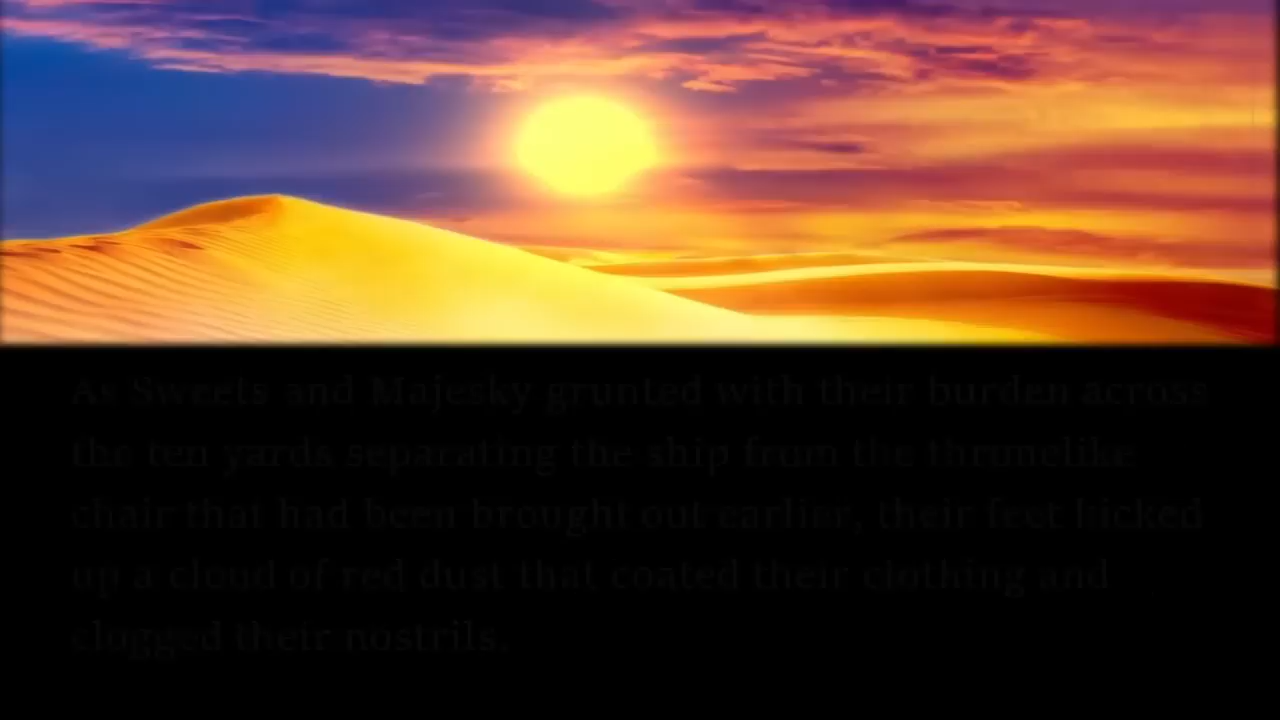 As Sweets and Majesky grunted with their burden across
the ten yards separating the ship from the thronelike
chair that had been brought out earlier, their feet kicked
up a cloud of red dust that coated their clothing and
clogged their nostrils.